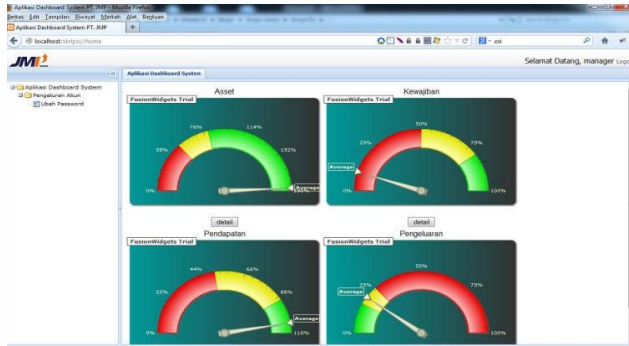 Aplikasi Dashboard System PT. JMP - Mozilla Firefox
Berkas Edit Tampilan Riwayat Markah Alat Bantuan
Aplikasi Dashboard System PT. JMP
localhost/skripsi/home
JMP
Selamat Datang, manager
Aplikasi Dashboard System
Pengaturan Akun
Ubah Password
Aplikasi Dashboard System
Asset
FusionWidgets Trial
0%
38%
76%
114%
152%
Average
detail
Kewajiban
FusionWidgets Trial
0%
25%
50%
75%
100%
Average
detail
Pendapatan
FusionWidgets Trial
0%
22%
44%
66%
88%
110%
Average
Pengeluaran
FusionWidgets Trial
0%
25%
50%
75%
100%
Average